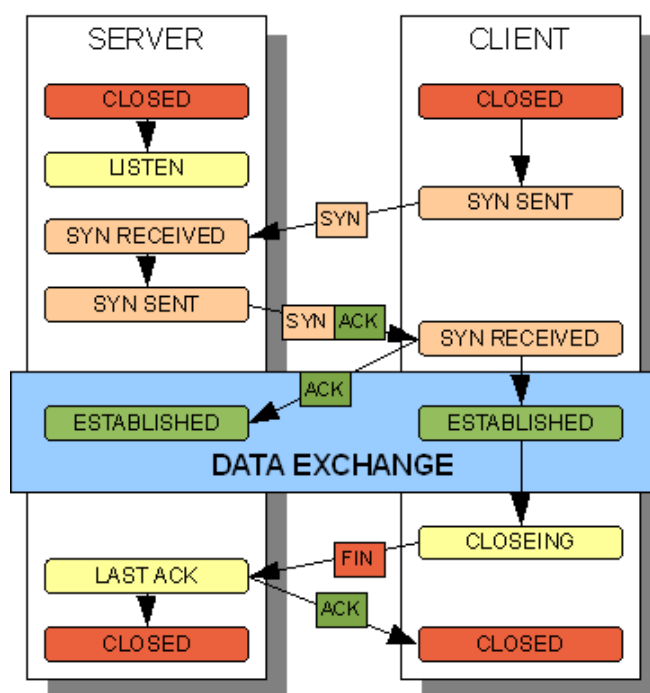 SERVER
CLIENT
CLOSED
CLOSED
LISTEN
SYN SENT
SYN
SYN RECEIVED
SYN SENT
SYN ACK
SYN RECEIVED
ACK
ESTABLISHED
ESTABLISHED
DATA EXCHANGE
CLOSEING
FIN
LAST ACK
ACK
CLOSED
CLOSED